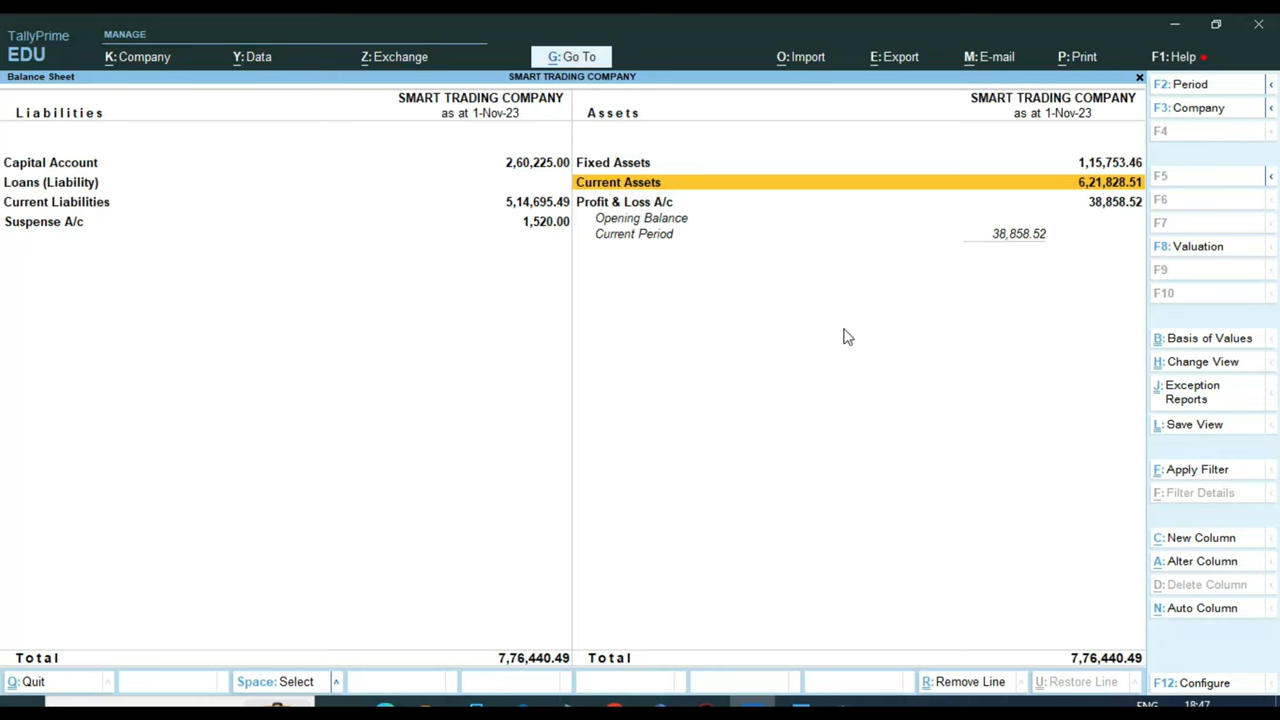 TallyPrime
EDU
MANAGE
K: Company
Y: Data
Z: Exchange
G: Go To
O: Import
E: Export
M: E-mail
P: Print
F1: Help
Balance Sheet
SMART TRADING COMPANY
Liabilities
SMART TRADING COMPANY
as at 1-Nov-23
Capital Account 2,60,225.00
Loans (Liability)
Current Liabilities 5,14,695.49
Suspense A/c 1,520.00
Total 7,76,440.49
Assets
SMART TRADING COMPANY
as at 1-Nov-23
Fixed Assets 1,15,753.46
Current Assets 6,21,828.51
Profit & Loss A/c 38,858.52
Opening Balance
Current Period 38,858.52
Total 7,76,440.49
F2: Period
F3: Company
F4
F5
F6
F7
F8: Valuation
F9
F10
B: Basis of Values
H: Change View
J: Exception
Reports
L: Save View
F: Apply Filter
F: Filter Details
C: New Column
A: Alter Column
D: Delete Column
N: Auto Column
F12: Configure
Q: Quit
Space: Select
R: Remove Line
U: Restore Line
ENG
18:47